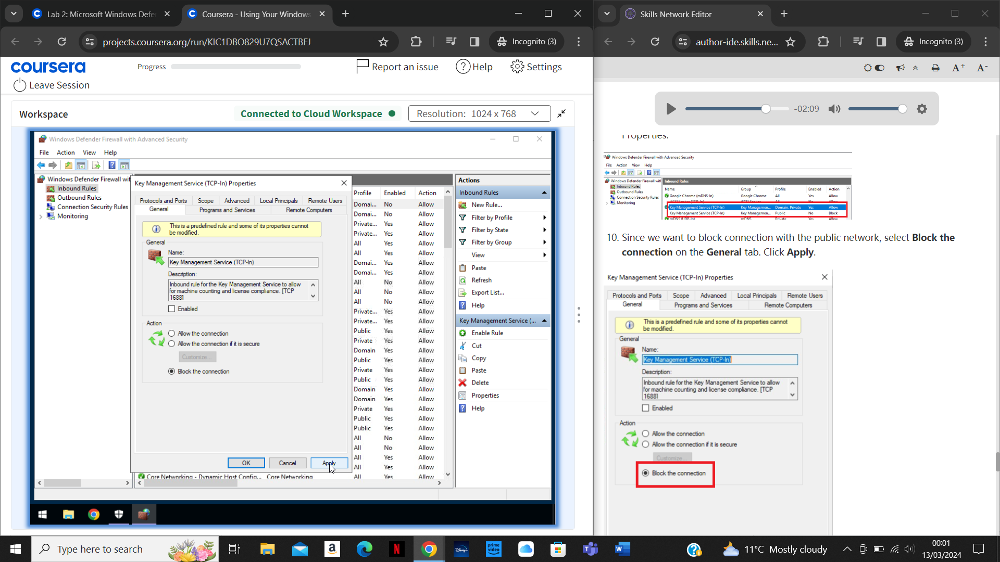 Lab 2: Microsoft Windows Defe
Coursera - Using Your Windows
projects.coursera.org/run/KIC1DBO829U7QSACTBFJ
Incognito (3)
coursera
Progress
Report an issue
Help
Settings
Leave Session
Workspace
Connected to Cloud Workspace
Resolution: 1024 x 768
Windows Defender Firewall with Advanced Security
File Action View Help
Windows Defender Firewall wit
Inbound Rules
Outbound Rules
Connection Security Rules
Monitoring
Key Management Service (TCP-In) Properties
Protocols and Ports Scope Advanced Local Principals Remote Users
General Programs and Services Remote Computers
This is a predefined rule and some of its properties cannot
be modified.
General
Name:
Key Management Service (TCP-In)
Description:
Inbound rule for the Key Management Service to allow
for machine counting and license compliance. [TCP
1688]
Enabled
Action
Allow the connection
Allow the connection if it is secure
Customize...
Block the connection
OK Cancel Apply
Core Networking - Dynamic Host Config... Core Networking
Profile Enabled Action
Domai... No Allow
Domai... No Allow
Private... Yes Allow
Private... Yes Allow
All Yes Allow
All Yes Allow
Domai... Yes Allow
Domai... Yes Allow
All No Allow
All No Allow
All No Allow
Private... Yes Allow
Private... Yes Allow
Public Yes Allow
Private Yes Allow
Domain Yes Allow
Public Yes Allow
Private Yes Allow
Public Yes Allow
Domain Yes Allow
Domain Yes Allow
Private Yes Allow
Public Yes Allow
Public Yes Allow
All No Allow
All No Allow
All Yes Allow
All Yes Allow
All Yes Allow
Actions
Inbound Rules
New Rule...
Filter by Profile
Filter by State
Filter by Group
View
Paste
Refresh
Export List...
Help
Key Management Service (...
Enable Rule
Cut
Copy
Paste
Delete
Properties
Help
Skills Network Editor
author-ide.skills.ne...
Incognito (3)
A+ A-
-02:09
Properties.
Windows Defender Firewall with Advanced Security
File Action View Help
Windows Defender Firewall wit
Inbound Rules
Outbound Rules
Connection Security Rules
Monitoring
Inbound Rules
Name Group Profile Enabled Action
Google Chrome (mDNS-In) Google Chrome All Yes Allow
Key Management Service (TCP-In) Key Managemen... Domain, Private Yes Allow
Key Management Service (TCP-In) Key Managemen... Public No Block
mDNS (UDP-In) mDNS Private Yes Allow
10. Since we want to block connection with the public network, select Block the
connection on the General tab. Click Apply.
Key Management Service (TCP-In) Properties
Protocols and Ports Scope Advanced Local Principals Remote Users
General Programs and Services Remote Computers
This is a predefined rule and some of its properties cannot
be modified.
General
Name:
Key Management Service (TCP-In)
Description:
Inbound rule for the Key Management Service to allow
for machine counting and license compliance. [TCP
1688]
Enabled
Action
Allow the connection
Allow the connection if it is secure
Customize...
Block the connection
Type here to search
a
N
Disney+
prime
video
W
11°C Mostly cloudy
00:01
13/03/2024